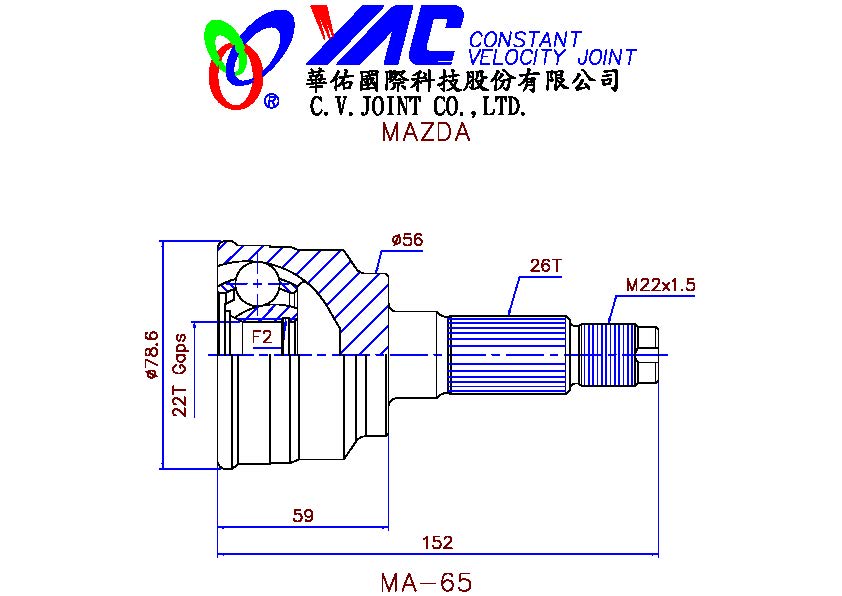 YAC CONSTANT
VELOCITY JOINT
®
華佑國際科技股份有限公司
C.V.JOINT CO.,LTD.
MAZDA
ø56
26T
M22x1.5
F2
ø78.6
22T Gaps
59
152
MA-65